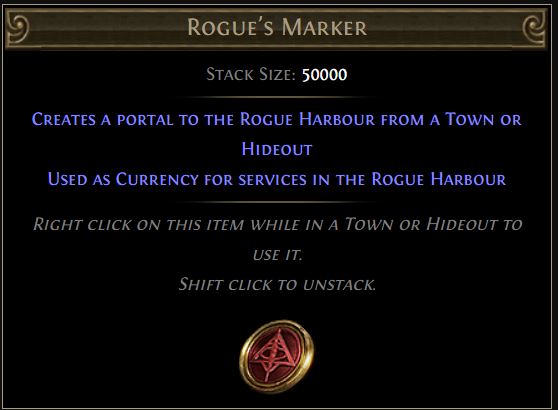 Rogue's Marker
Stack Size: 50000
Creates a portal to the Rogue Harbour from a Town or
Hideout
Used as Currency for services in the Rogue Harbour
Right click on this item while in a Town or Hideout to
use it.
Shift click to unstack.